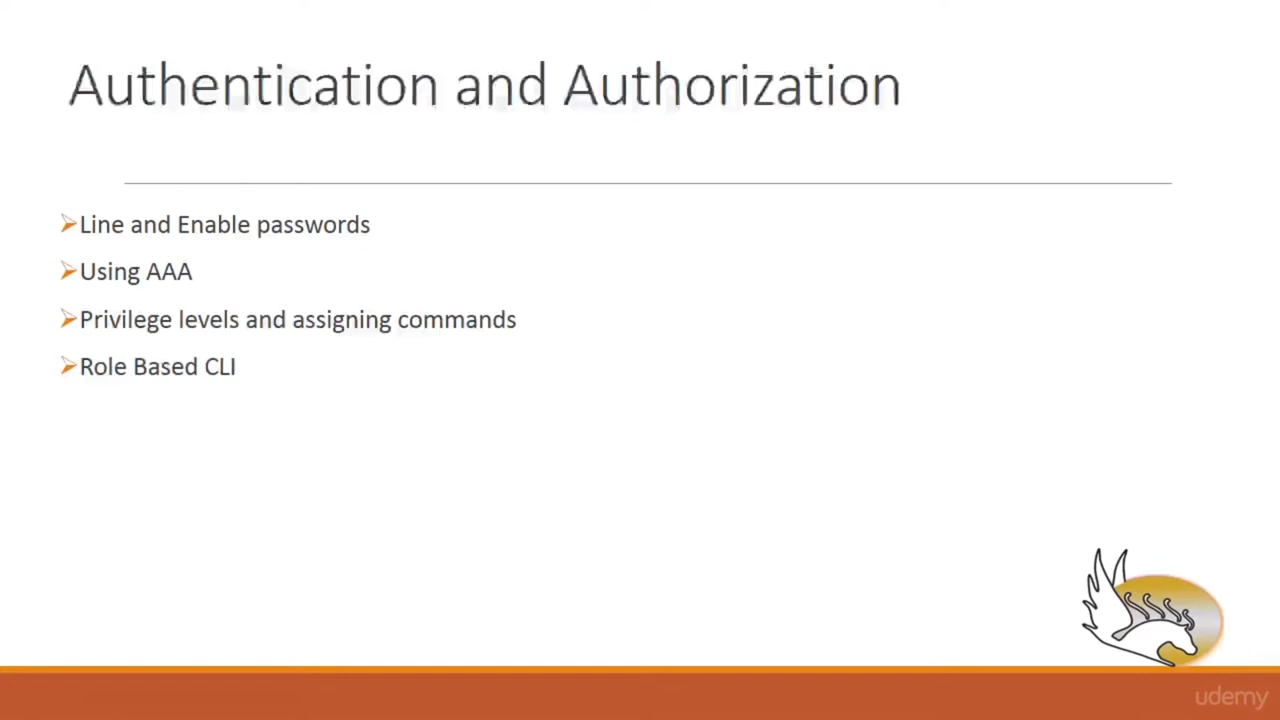 Authentication and Authorization
Line and Enable passwords
Using AAA
Privilege levels and assigning commands
Role Based CLI
udemy